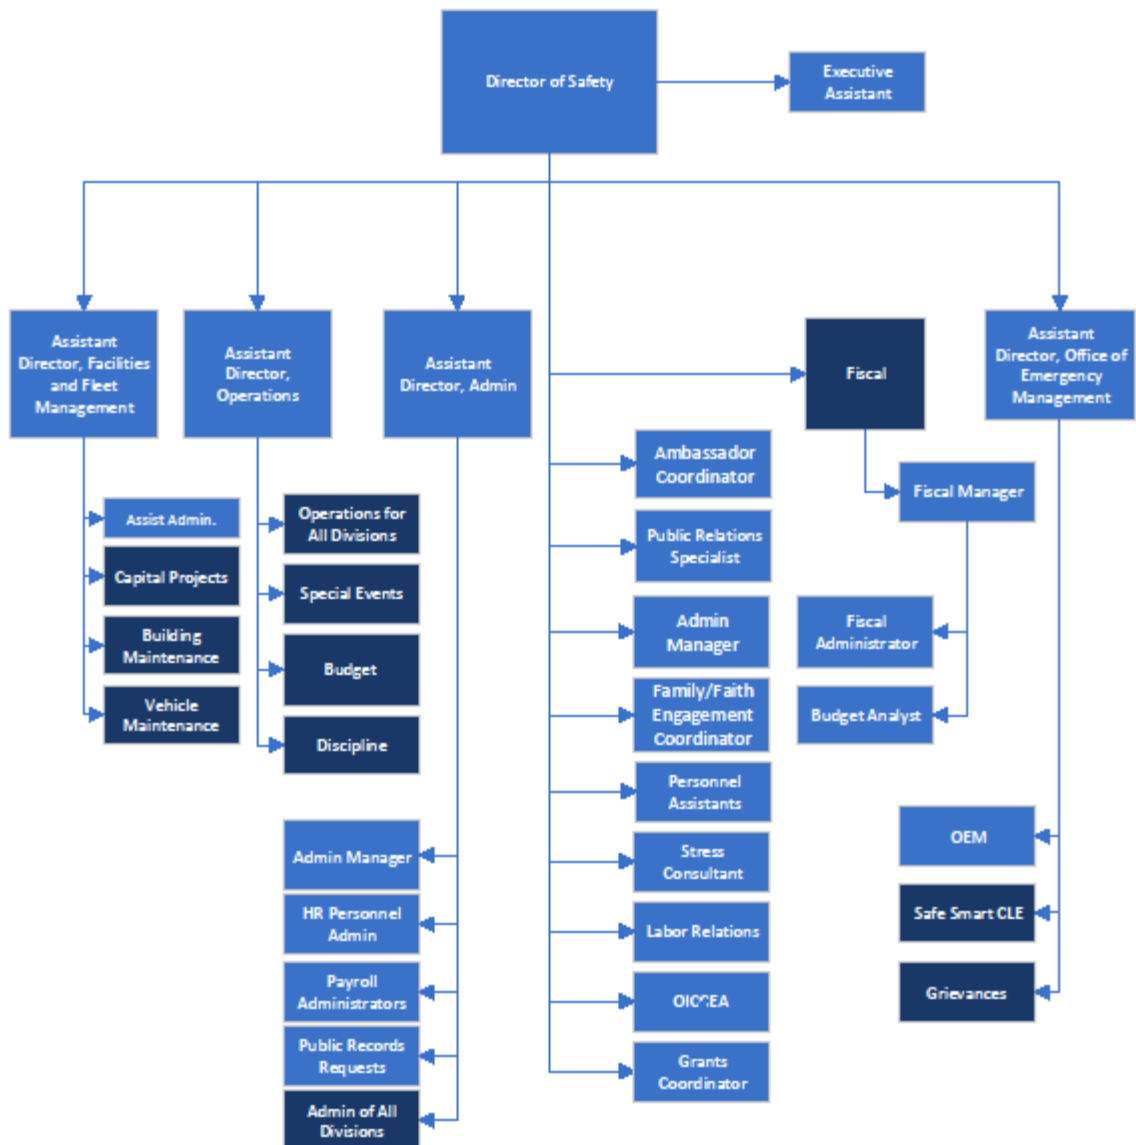 Director of Safety
Executive
Assistant
Assistant
Director, Facilities
and Fleet
Management
Assistant
Director,
Operations
Assistant
Director, Admin
Fiscal
Assistant
Director, Office of
Emergency
Management
Assist Admin.
Capital Projects
Building
Maintenance
Vehicle
Maintenance
Operations for
All Divisions
Special Events
Budget
Discipline
Admin Manager
HR Personnel
Admin
Payroll
Administrators
Public Records
Requests
Admin of All
Divisions
Ambassador
Coordinator
Public Relations
Specialist
Admin
Manager
Family/Faith
Engagement
Coordinator
Personnel
Assistants
Stress
Consultant
Labor Relations
Grants
Coordinator
Fiscal Manager
Fiscal
Administrator
Budget Analyst
OEM
Safe Smart CLE
Grievances